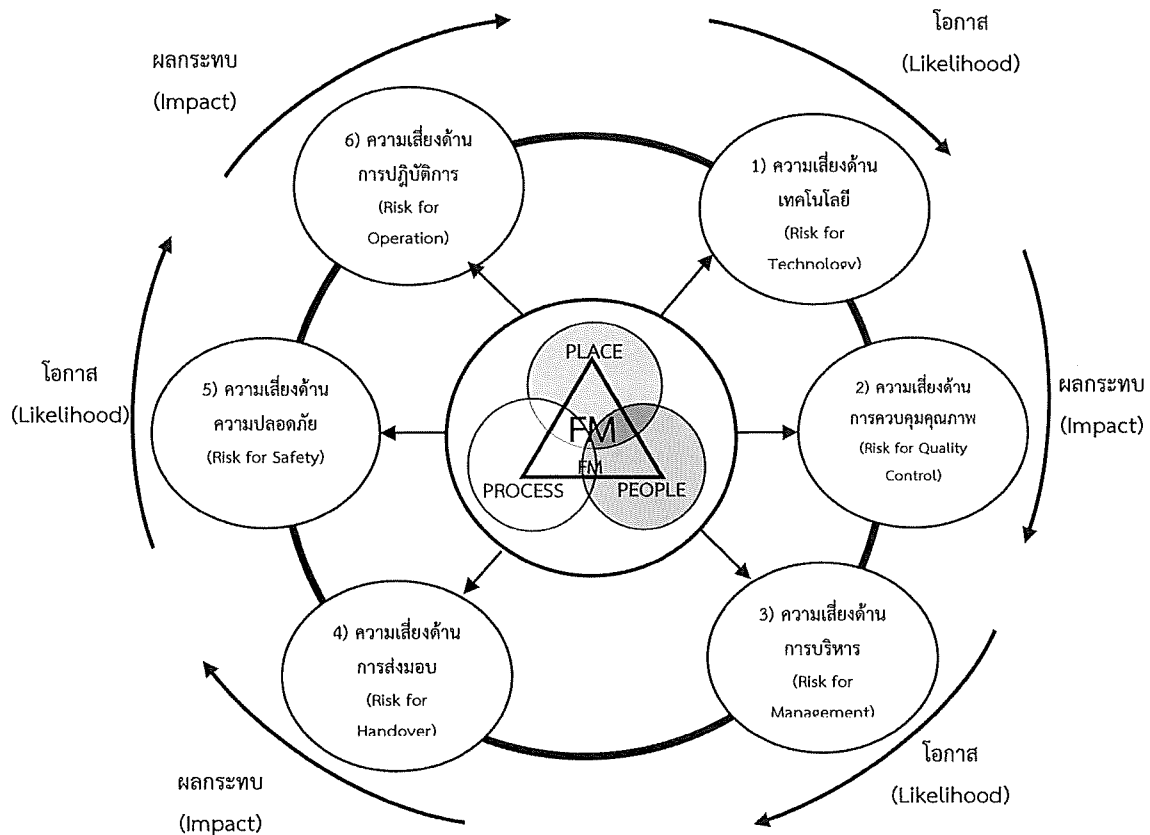 โอกาส
(Likelihood)
ผลกระทบ
(Impact)
6) ความเสี่ยงด้าน
การปฎิบัติการ
(Risk for
Operation)
1) ความเสี่ยงด้าน
เทคโนโลยี
(Risk for
Technology)
โอกาส
(Likelihood)
5) ความเสี่ยงด้าน
ความปลอดภัย
(Risk for Safety)
PLACE
FM
FM
PROCESS
PEOPLE
2) ความเสี่ยงด้าน
การควบคุมคุณภาพ
(Risk for Quality
Control)
ผลกระทบ
(Impact)
4) ความเสี่ยงด้าน
การส่งมอบ
(Risk for
Handover)
3) ความเสี่ยงด้าน
การบริหาร
(Risk for
Management)
ผลกระทบ
(Impact)
โอกาส
(Likelihood)